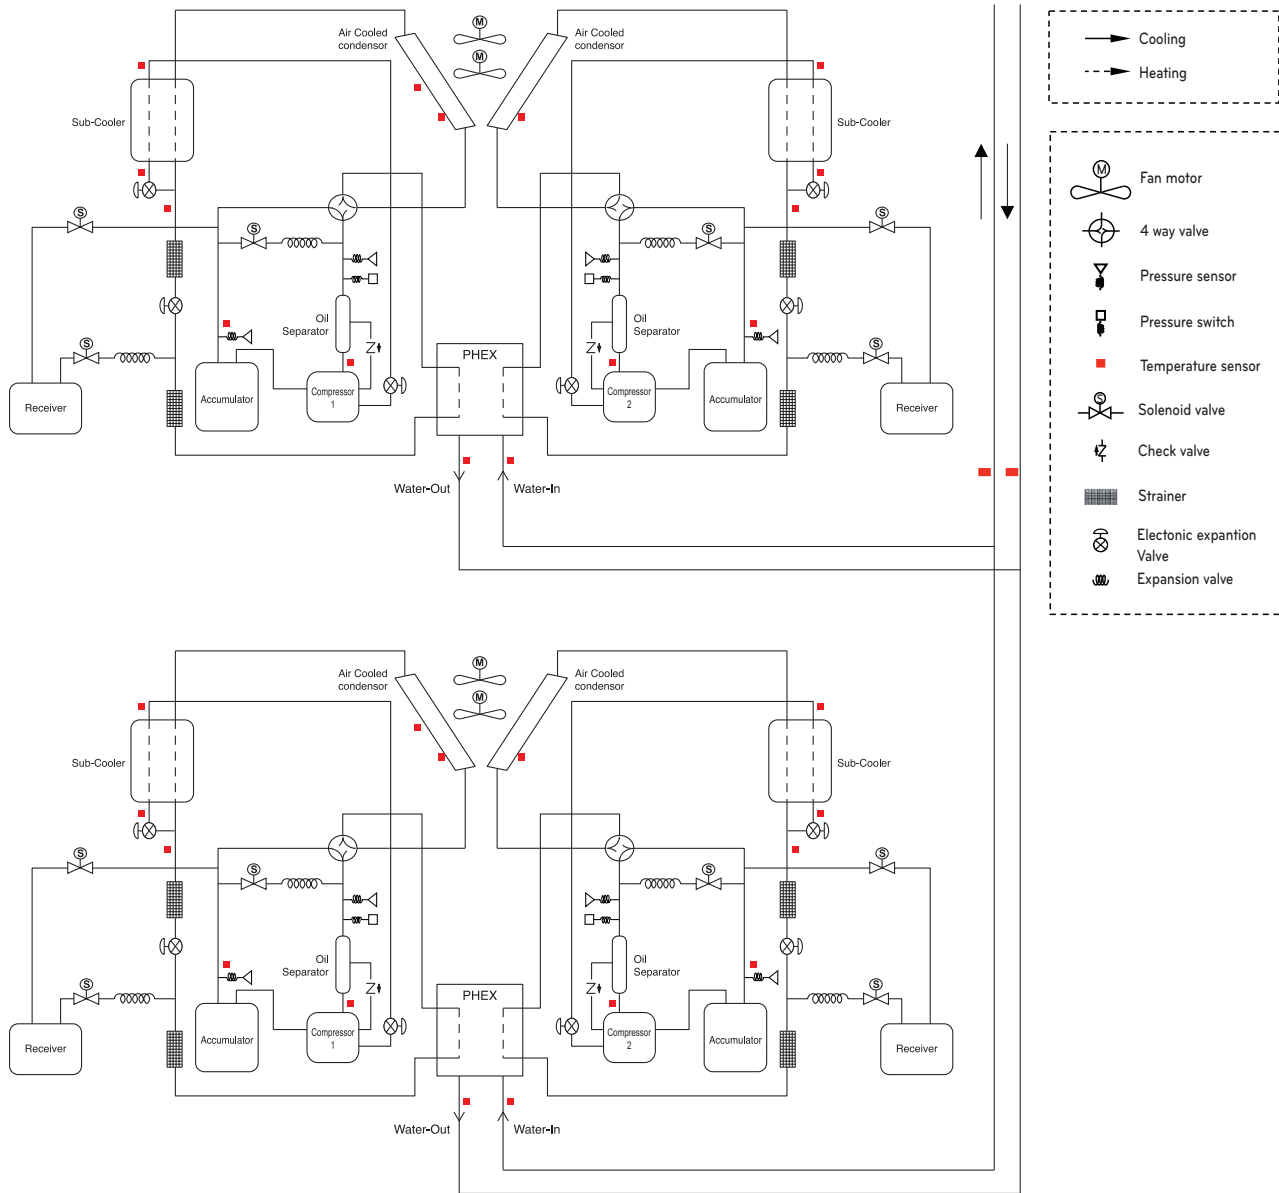 M
Air Cooled
condensor
Air Cooled
condensor
M
Sub-Cooler
Sub-Cooler
S
S
S
S
Oil
Separator
Oil
Separator
S
S
Z
Z
PHEX
Receiver
Accumulator
Compressor
1
Compressor
2
Accumulator
Receiver
Water-Out
Water-In
M
Air Cooled
condensor
Air Cooled
condensor
M
Sub-Cooler
Sub-Cooler
S
S
S
S
Oil
Separator
Oil
Separator
S
S
Z
Z
PHEX
Receiver
Accumulator
Compressor
1
Compressor
2
Accumulator
Receiver
Water-Out
Water-In
Cooling
Heating
M
Fan motor
4 way valve
Pressure sensor
Pressure switch
Temperature sensor
S
Solenoid valve
Z
Check valve
Strainer
Electonic expantion
Valve
Expansion valve